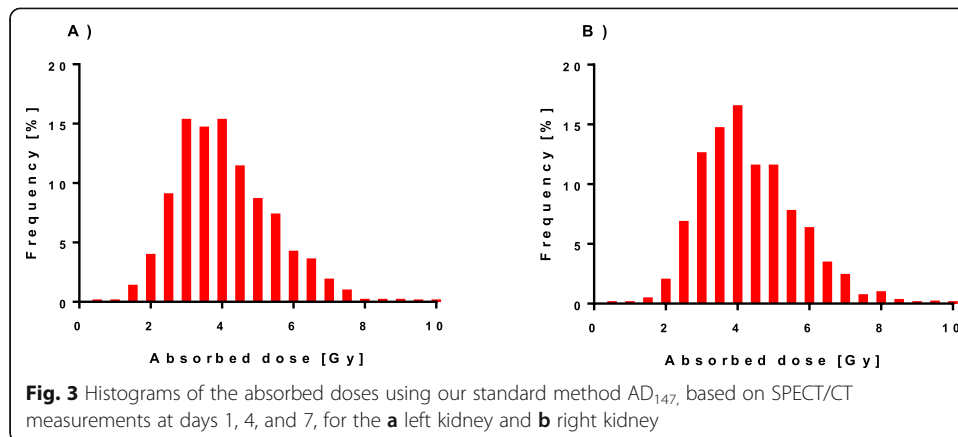 A)
B)
20
15
10
5
0
Frequency [%]
0 2 4 6 8 10
Absorbed dose [Gy]
20
15
10
5
0
Frequency [%]
0 2 4 6 8 10
Absorbed dose [Gy]
Fig. 3 Histograms of the absorbed doses using our standard method AD147, based on SPECT/CT
measurements at days 1, 4, and 7, for the a left kidney and b right kidney